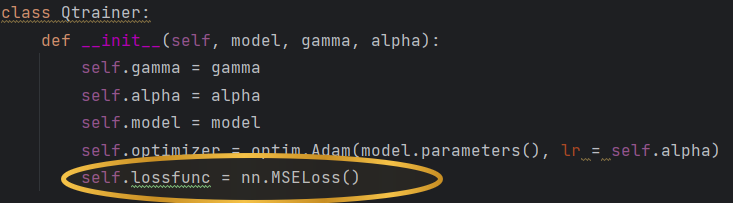 class Qtrainer:
    def __init__(self, model, gamma, alpha):
        self.gamma = gamma
        self.alpha = alpha
        self.model = model
        self.optimizer = optim.Adam(model.parameters(), lr = self.alpha)
        self.lossfunc = nn.MSELoss()